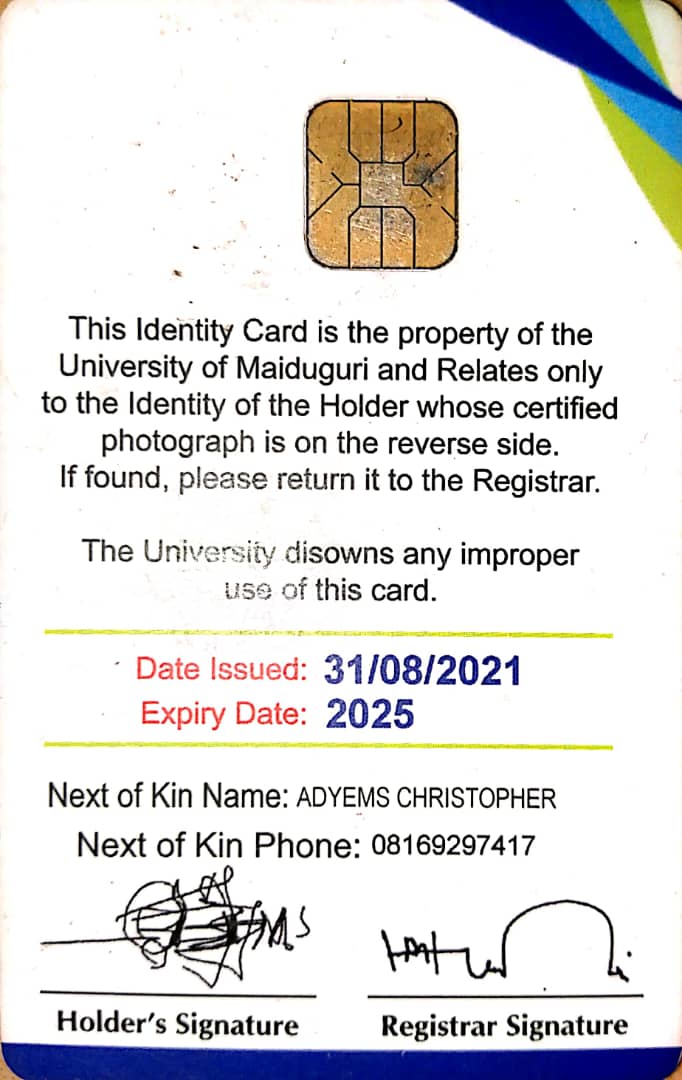 This Identity Card is the property of the
University of Maiduguri and Relates only
to the Identity of the Holder whose certified
photograph is on the reverse side.
If found, please return it to the Registrar.
The University disowns any improper
use of this card.
Date Issued: 31/08/2021
Expiry Date: 2025
Next of Kin Name: ADYEMS CHRISTOPHER
Next of Kin Phone: 08169297417
Holder's Signature
Registrar Signature